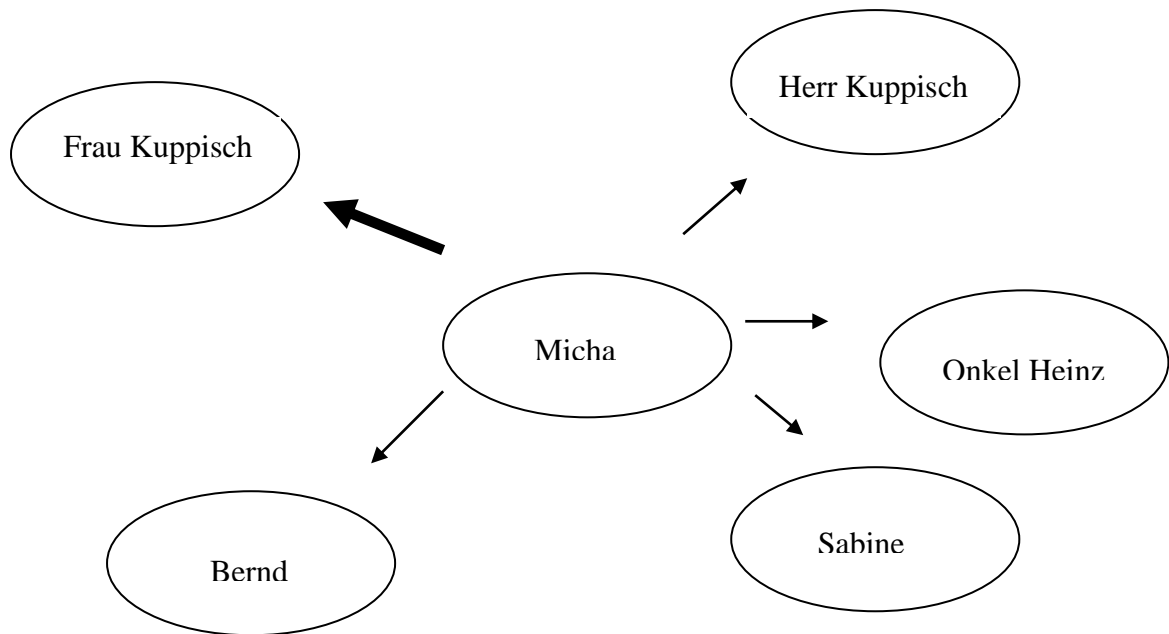 Herr Kuppisch
Frau Kuppisch
Micha
Onkel Heinz
Sabine
Bernd